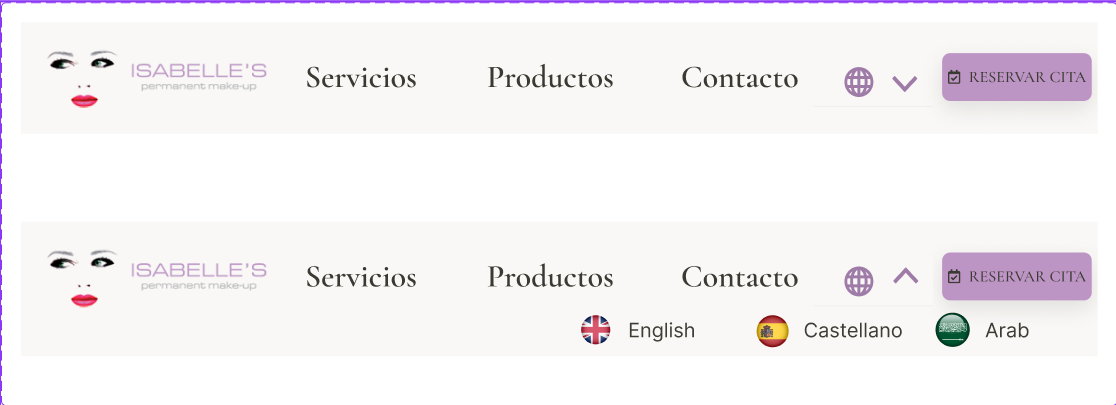 ISABELLE'S
permanent make-up
Servicios
Productos
Contacto
RESERVAR CITA
ISABELLE'S
permanent make-up
Servicios
Productos
Contacto
RESERVAR CITA
English
Castellano
Arab